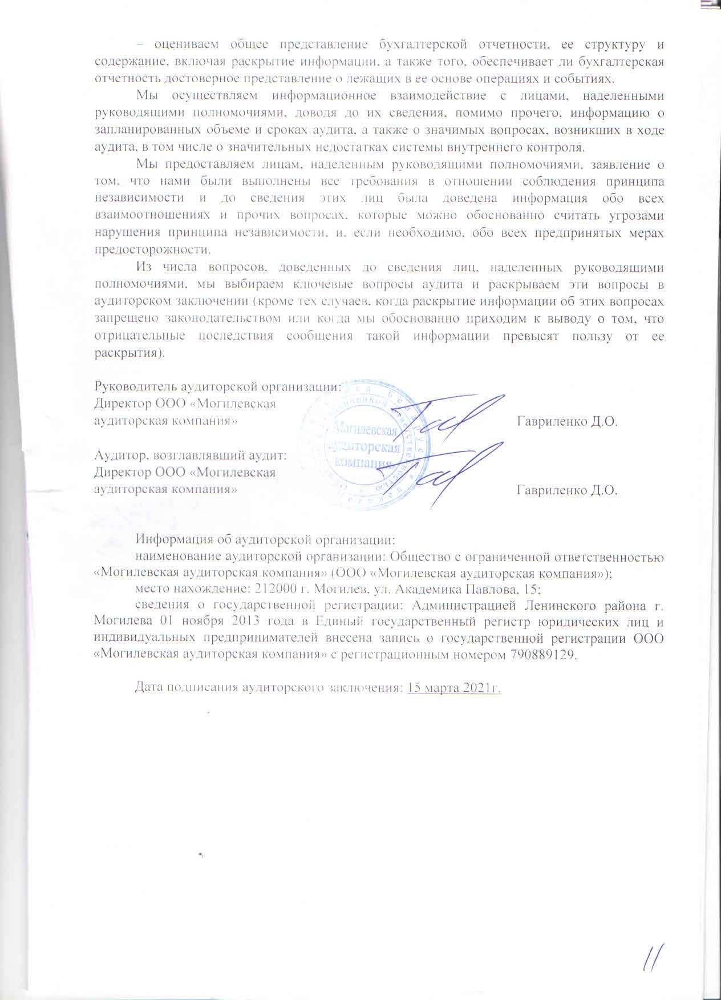 – оцениваем общее представление бухгалтерской отчетности, ее структуру и
содержание, включая раскрытие информации, а также того, обеспечивает ли бухгалтерская
отчетность достоверное представление о лежащих в ее основе операциях и событиях.
Мы осуществляем информационное взаимодействие с лицами, наделенными
руководящими полномочиями, доводя до их сведения, помимо прочего, информацию о
запланированных объеме и сроках аудита, а также о значимых вопросах, возникших в ходе
аудита, в том числе о значительных недостатках системы внутреннего контроля.
Мы предоставляем лицам, наделенным руководящими полномочиями, заявление о
том, что нами были выполнены все требования в отношении соблюдения принципа
независимости и до сведения этих лиц была доведена информация обо всех
взаимоотношениях и прочих вопросах, которые можно обоснованно считать угрозами
нарушения принципа независимости, и, если необходимо, обо всех предпринятых мерах
предосторожности.
Из числа вопросов, доведенных до сведения лиц, наделенных руководящими
полномочиями, мы выбираем ключевые вопросы аудита и раскрываем эти вопросы в
аудиторском заключении (кроме тех случаев, когда раскрытие информации об этих вопросах
запрещено законодательством или когда мы обоснованно приходим к выводу о том, что
отрицательные последствия сообщения такой информации превысят пользу от ее
раскрытия).
Руководитель аудиторской организации:
Директор ООО «Могилевская
аудиторская компания» Гавриленко Д.О.
Могилевская
аудиторская
компания
Аудитор, возглавлявший аудит:
Директор ООО «Могилевская
аудиторская компания» Гавриленко Д.О.
Информация об аудиторской организации:
наименование аудиторской организации: Общество с ограниченной ответственностью
«Могилевская аудиторская компания» (ООО «Могилевская аудиторская компания»);
место нахождение: 212000 г. Могилев, ул. Академика Павлова, 15;
сведения о государственной регистрации: Администрацией Ленинского района г.
Могилева 01 ноября 2013 года в Единый государственный регистр юридических лиц и
индивидуальных предпринимателей внесена запись о государственной регистрации ООО
«Могилевская аудиторская компания» с регистрационным номером 790889129.
Дата подписания аудиторского заключения: 15 марта 2021г.
11